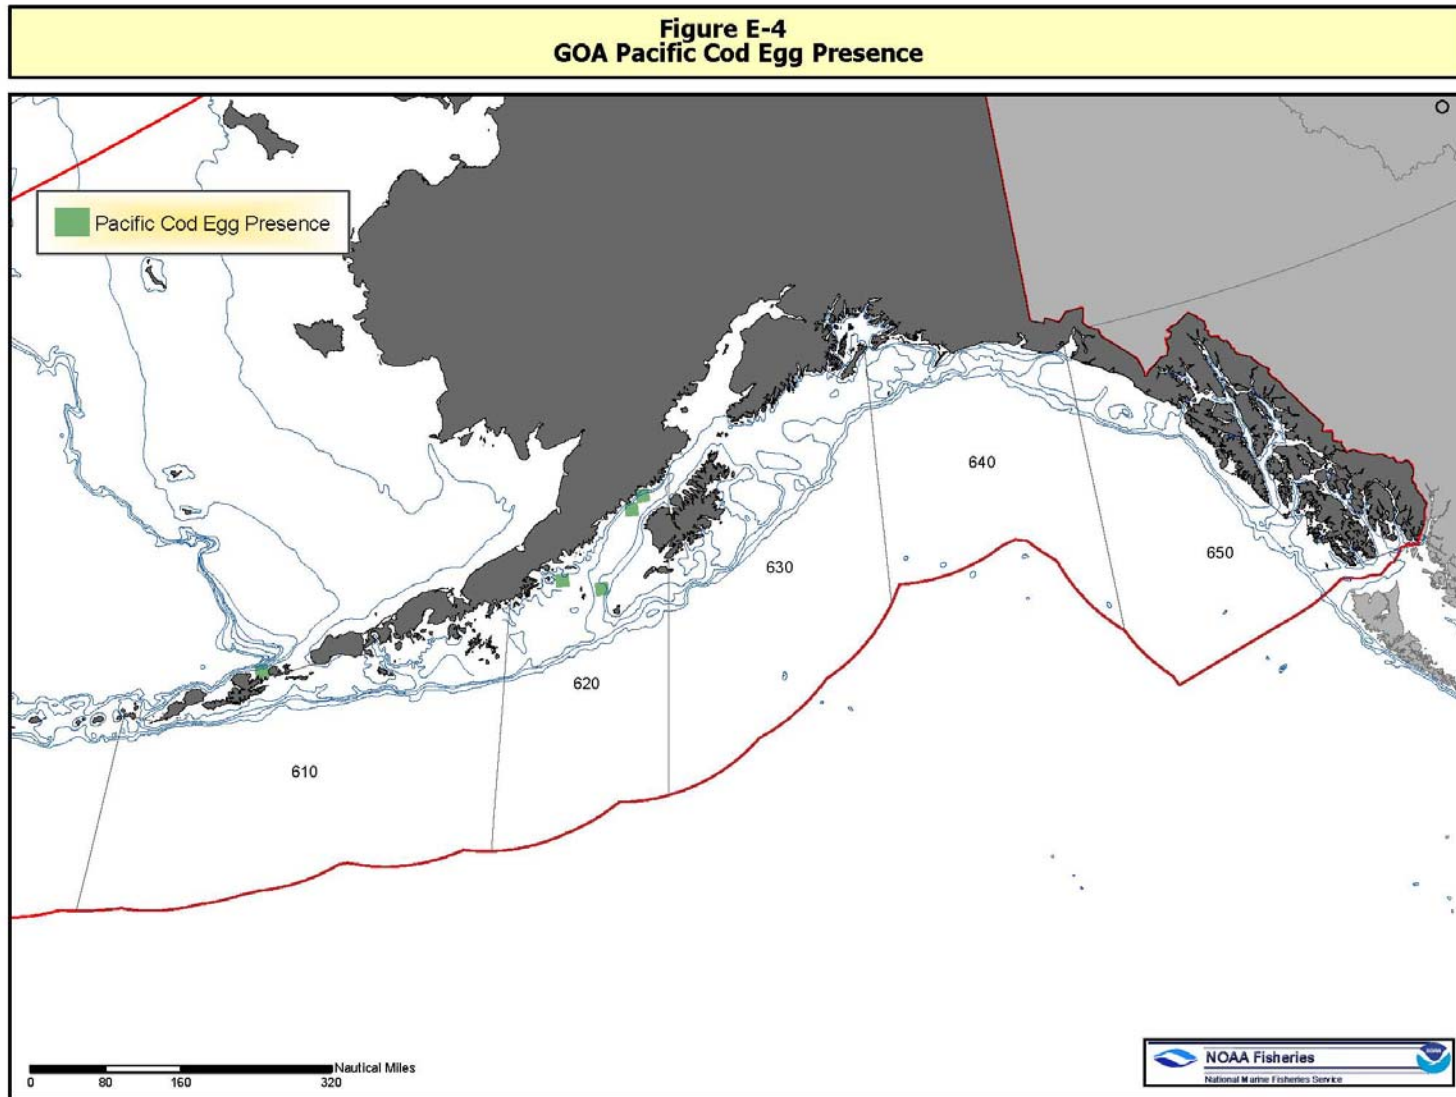 Figure E-4
GOA Pacific Cod Egg Presence
Pacific Cod Egg Presence
640
650
630
620
610
Nautical Miles
0 80 160 320
NOAA Fisheries
National Marine Fisheries Service